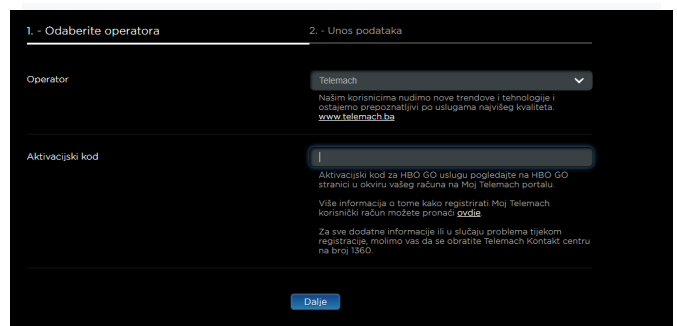 1. - Odaberite operatora
2. - Unos podataka
Operator
Telemach
Našim korisnicima nudimo nove trendove i tehnologije i
ostajemo prepoznatljivi po uslugama najvišeg kvaliteta.
www.telemach.ba
Aktivacijski kod
Aktivacijski kod za HBO GO uslugu pogledajte na HBO GO
stranici u okviru vašeg računa na Moj Telemach portalu.
Više informacija o tome kako registrirati Moj Telemach
korisnički račun možete pronaći ovdje.
Za sve dodatne informacije ili u slučaju problema tijekom
registracije, molimo vas da se obratite Telemach Kontakt centru
na broj 1360.
Dalje